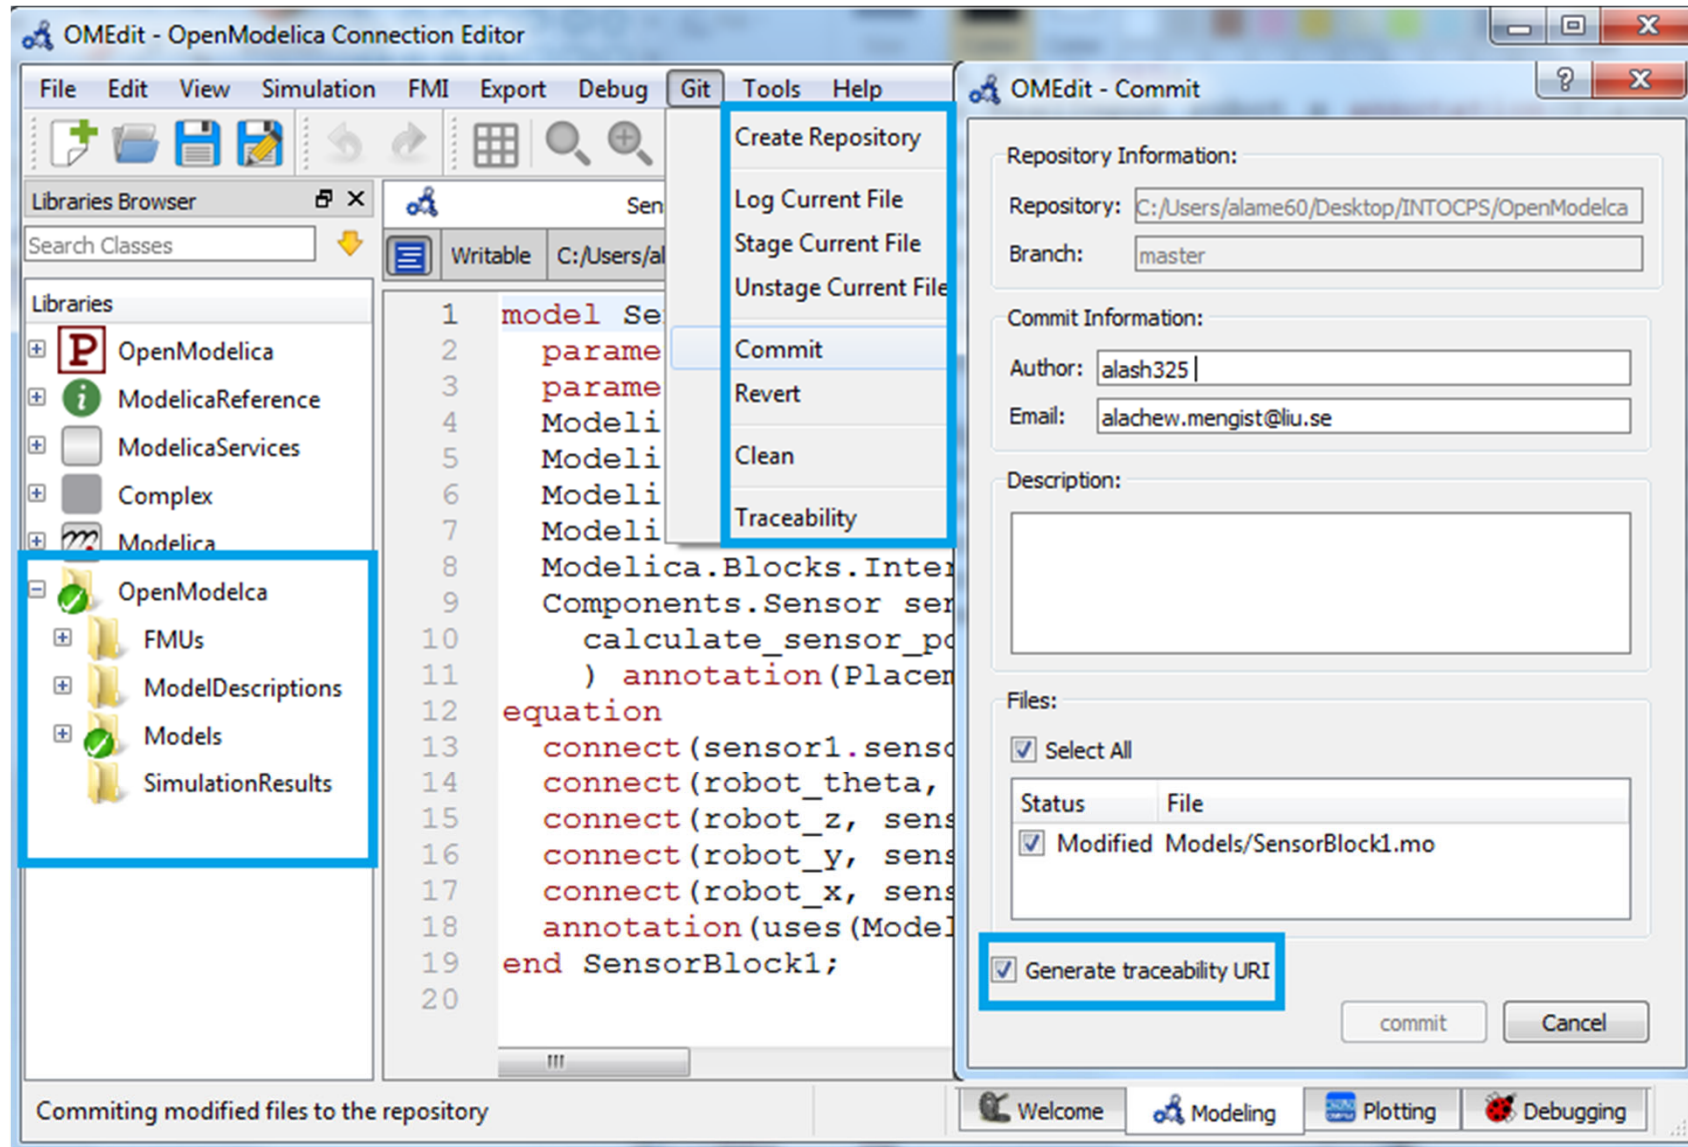 OMEdit - OpenModelica Connection Editor
File Edit View Simulation FMI Export Debug Git Tools Help
Libraries Browser
Search Classes
Libraries
OpenModelica
ModelicaReference
ModelicaServices
Complex
Modelica
OpenModelca
FMUs
ModelDescriptions
Models
SimulationResults
Sen
Writable C:/Users/al
1 model Se
2 parame
3 parame
4 Modeli
5 Modeli
6 Modeli
7 Modeli
8 Modelica.Blocks.Inter
9 Components.Sensor sen
10 calculate_sensor_po
11 ) annotation(Placem
12 equation
13 connect(sensor1.senso
14 connect(robot_theta,
15 connect(robot_z, sens
16 connect(robot_y, sens
17 connect(robot_x, sens
18 annotation(uses(Model
19 end SensorBlock1;
20
Create Repository
Log Current File
Stage Current File
Unstage Current File
Commit
Revert
Clean
Traceability
OMEdit - Commit
Repository Information:
Repository: C:/Users/alame60/Desktop/INTOCPS/OpenModelca
Branch: master
Commit Information:
Author: alash325
Email: alachew.mengist@liu.se
Description:
Files:
Select All
Status File
Modified Models/SensorBlock1.mo
Generate traceability URI
commit Cancel
Commiting modified files to the repository
Welcome Modeling Plotting Debugging